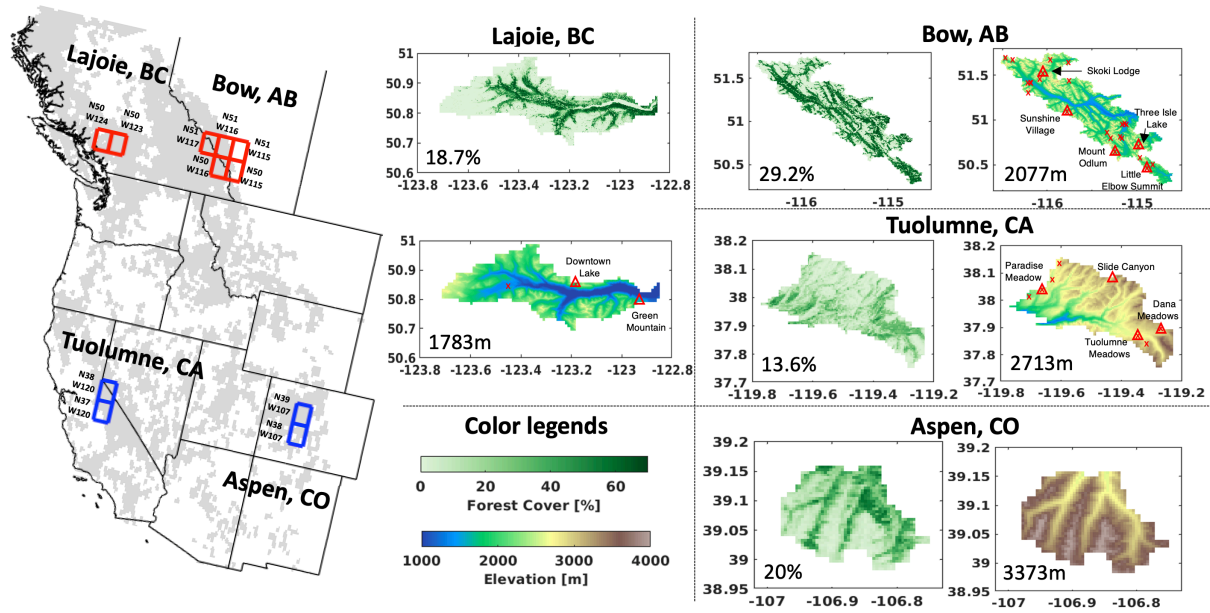 Lajoie, BC
Bow, AB
N50
W124
N50
W123
N51
W117
N51
W116
N51
W115
N50
W116
N50
W115
Tuolumne, CA
N38
W120
N37
W120
N39
W107
N38
W107
Aspen, CO
Lajoie, BC
51
50.9
50.8
50.7
50.6
18.7%
-123.8
-123.6
-123.4
-123.2
-123
-122.8
51
50.9
50.8
50.7
50.6
Downtown
Lake
Green
Mountain
1783m
-123.8
-123.6
-123.4
-123.2
-123
-122.8
Color legends
0
20
40
60
Forest Cover [%]
1000
2000
3000
4000
Elevation [m]
Bow, AB
51.5
51
50.5
29.2%
-116
-115
51.5
51
50.5
Skoki Lodge
Sunshine
Village
Three Isle
Lake
Mount
Odlum
Little
Elbow Summit
2077m
-116
-115
Tuolumne, CA
38.2
38.1
38
37.9
37.8
37.7
13.6%
-119.8
-119.6
-119.4
-119.2
38.2
38.1
38
37.9
37.8
37.7
Paradise
Meadow
Slide Canyon
Dana
Meadows
Tuolumne
Meadows
2713m
-119.8
-119.6
-119.4
-119.2
Aspen, CO
39.2
39.15
39.1
39.05
39
38.95
20%
-107
-106.9
-106.8
39.2
39.15
39.1
39.05
39
38.95
3373m
-107
-106.9
-106.8